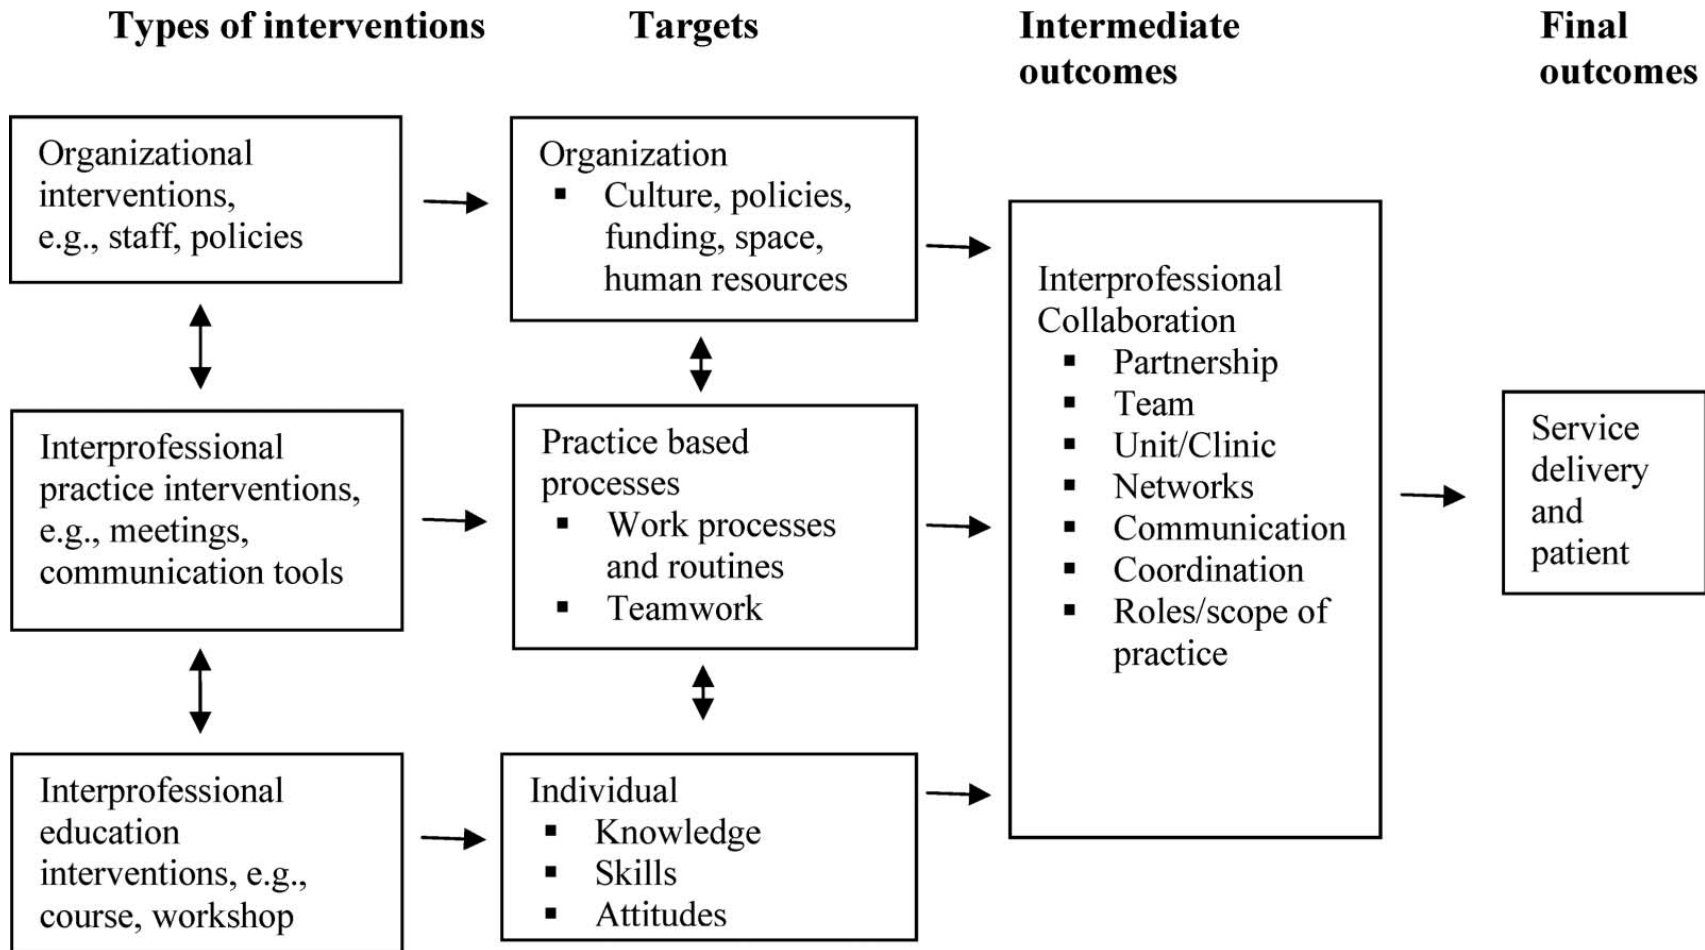 Types of interventions
Targets
Intermediate
outcomes
Final
outcomes
Organizational
interventions,
e.g., staff, policies
Organization
▪ Culture, policies,
funding, space,
human resources
Interprofessional
practice interventions,
e.g., meetings,
communication tools
Practice based
processes
▪ Work processes
and routines
▪ Teamwork
Interprofessional
education
interventions, e.g.,
course, workshop
Individual
▪ Knowledge
▪ Skills
▪ Attitudes
Interprofessional
Collaboration
▪ Partnership
▪ Team
▪ Unit/Clinic
▪ Networks
▪ Communication
▪ Coordination
▪ Roles/scope of
practice
Service
delivery
and
patient